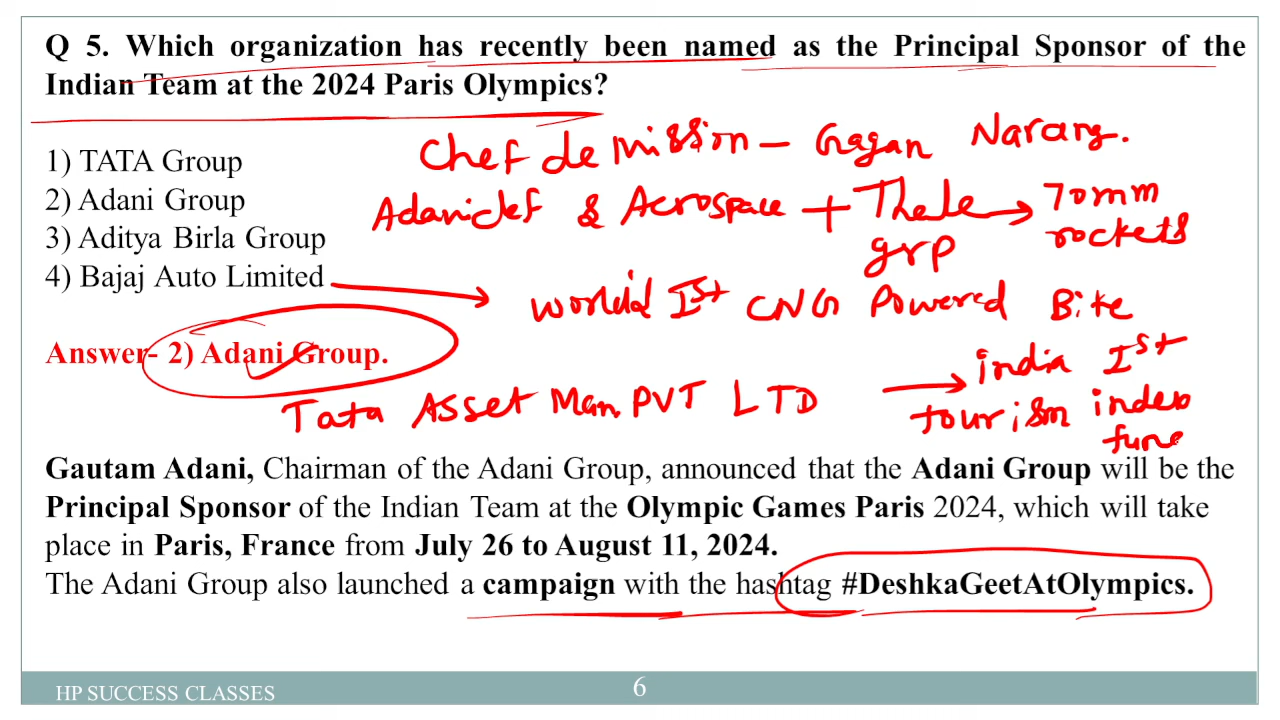 Q 5. Which organization has recently been named as the Principal Sponsor of the
Indian Team at the 2024 Paris Olympics?
Chef de mission - Gagan Narang.
1) TATA Group
2) Adani Group
Adani def & Aerospace + Thale → 70mm
grp rockets
3) Aditya Birla Group
4) Bajaj Auto Limited → World Ist CNG Powered Bike
Answer- 2) Adani Group.
Tata Asset Man. PVT LTD → india Ist
tourism index
Gautam Adani, Chairman of the Adani Group, announced that the Adani Group will be the
Principal Sponsor of the Indian Team at the Olympic Games Paris 2024, which will take
place in Paris, France from July 26 to August 11, 2024.
The Adani Group also launched a campaign with the hashtag #DeshkaGeetAtOlympics.
HP SUCCESS CLASSES
6